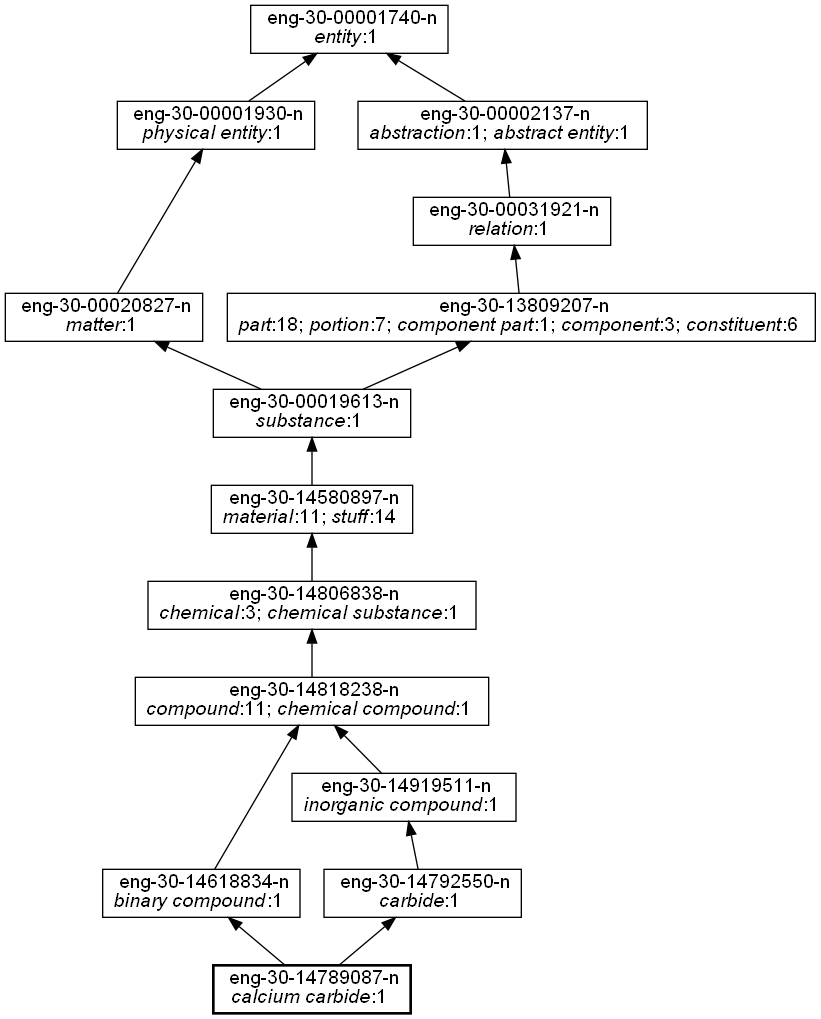 eng-30-00001740-n
entity:1
eng-30-00001930-n
physical entity:1
eng-30-00002137-n
abstraction:1; abstract entity:1
eng-30-00031921-n
relation:1
eng-30-00020827-n
matter:1
eng-30-13809207-n
part:18; portion:7; component part:1; component:3; constituent:6
eng-30-00019613-n
substance:1
eng-30-14580897-n
material:11; stuff:14
eng-30-14806838-n
chemical:3; chemical substance:1
eng-30-14818238-n
compound:11; chemical compound:1
eng-30-14919511-n
inorganic compound:1
eng-30-14618834-n
binary compound:1
eng-30-14792550-n
carbide:1
eng-30-14789087-n
calcium carbide:1